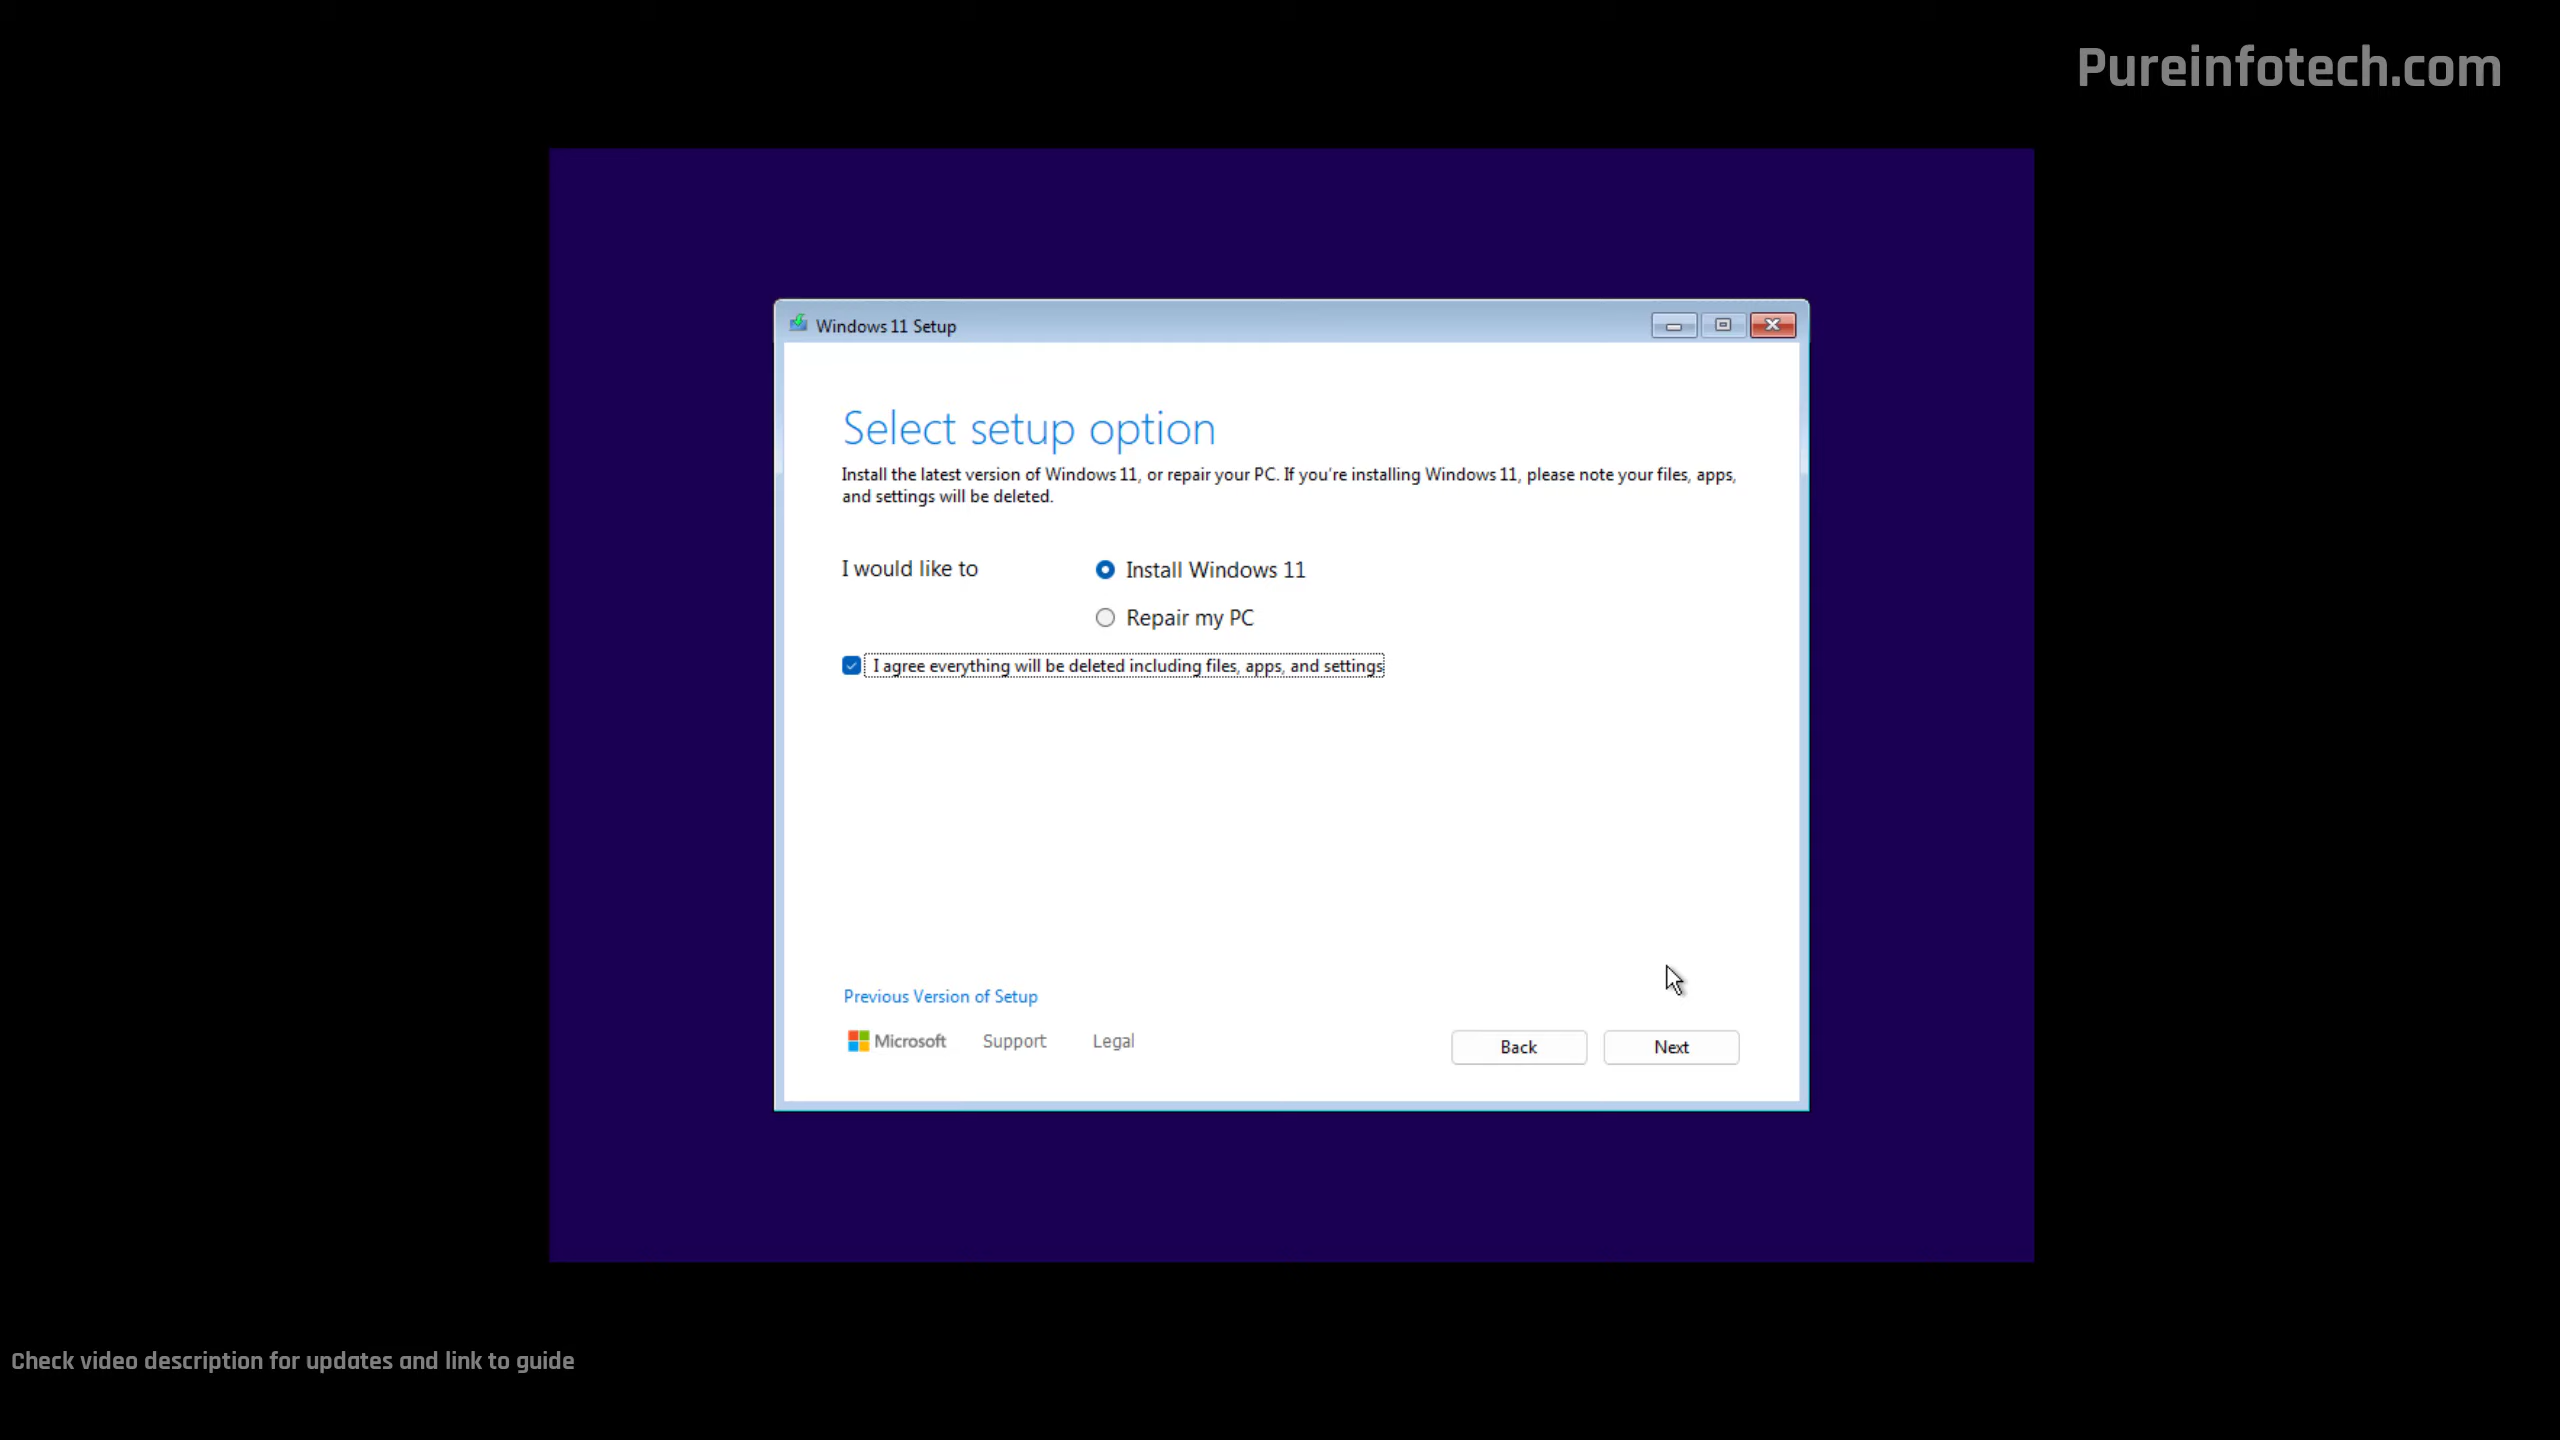 Pureinfotech.com
Windows 11 Setup
Select setup option
Install the latest version of Windows 11, or repair your PC. If you're installing Windows 11, please note your files, apps,
and settings will be deleted.
I would like to
Install Windows 11
Repair my PC
I agree everything will be deleted including files, apps, and settings
Previous Version of Setup
Microsoft Support Legal
Back Next
Check video description for updates and link to guide